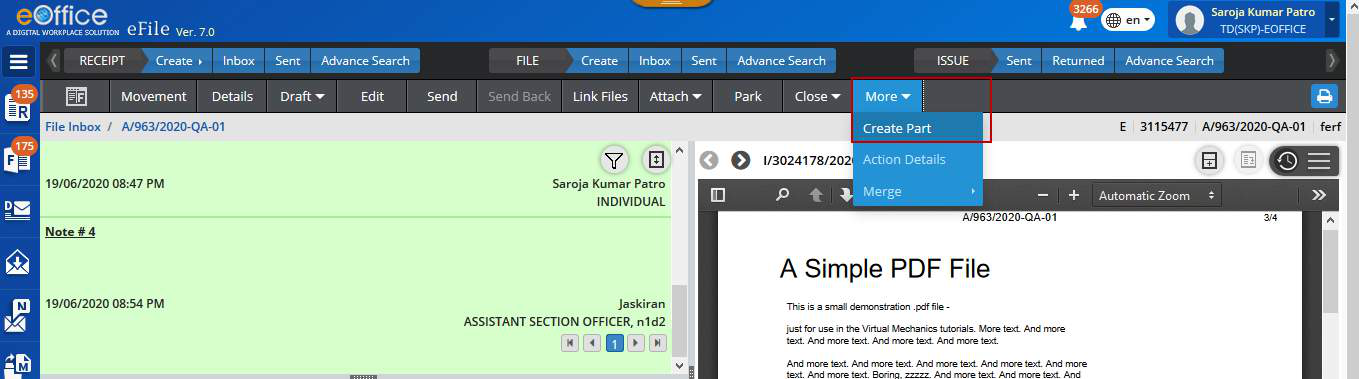 eOffice
A DIGITAL WORKPLACE SOLUTION eFile Ver. 7.0
3266
en
Saroja Kumar Patro
TD(SKP)-EOFFICE
RECEIPT Create Inbox Sent Advance Search FILE Create Inbox Sent Advance Search ISSUE Sent Returned Advance Search
135
R
F Movement Details Draft Edit Send Send Back Link Files Attach Park Close More
Create Part
Action Details
Merge
File Inbox / A/963/2020-QA-01 E 3115477 A/963/2020-QA-01 ferf
175
F
D
N
M
19/06/2020 08:47 PM Saroja Kumar Patro
INDIVIDUAL
Note # 4
19/06/2020 08:54 PM Jaskiran
ASSISTANT SECTION OFFICER, n1d2
1
I/3024178/202
Automatic Zoom
A/963/2020-QA-01 3/4
A Simple PDF File
This is a small demonstration .pdf file -
just for use in the Virtual Mechanics tutorials. More text. And more
text. And more text. And more text. And more text.
And more text. And more text. And more text. And more text. And more
text. And more text. Boring, zzzzz. And more text. And more text. And